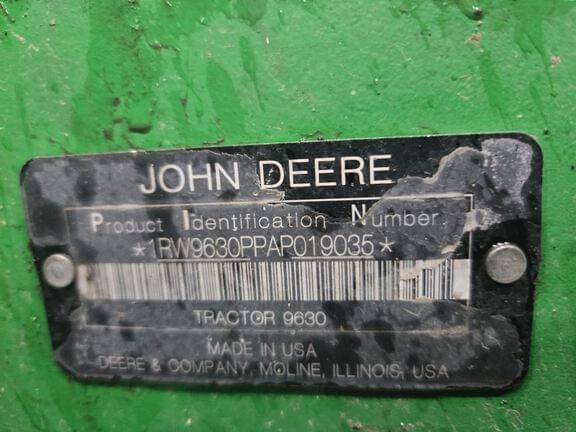 JOHN DEERE
Product Identification Number
*1RW9630PPAP019035*
TRACTOR 9630
MADE IN USA
DEERE & COMPANY, MOLINE, ILLINOIS, USA